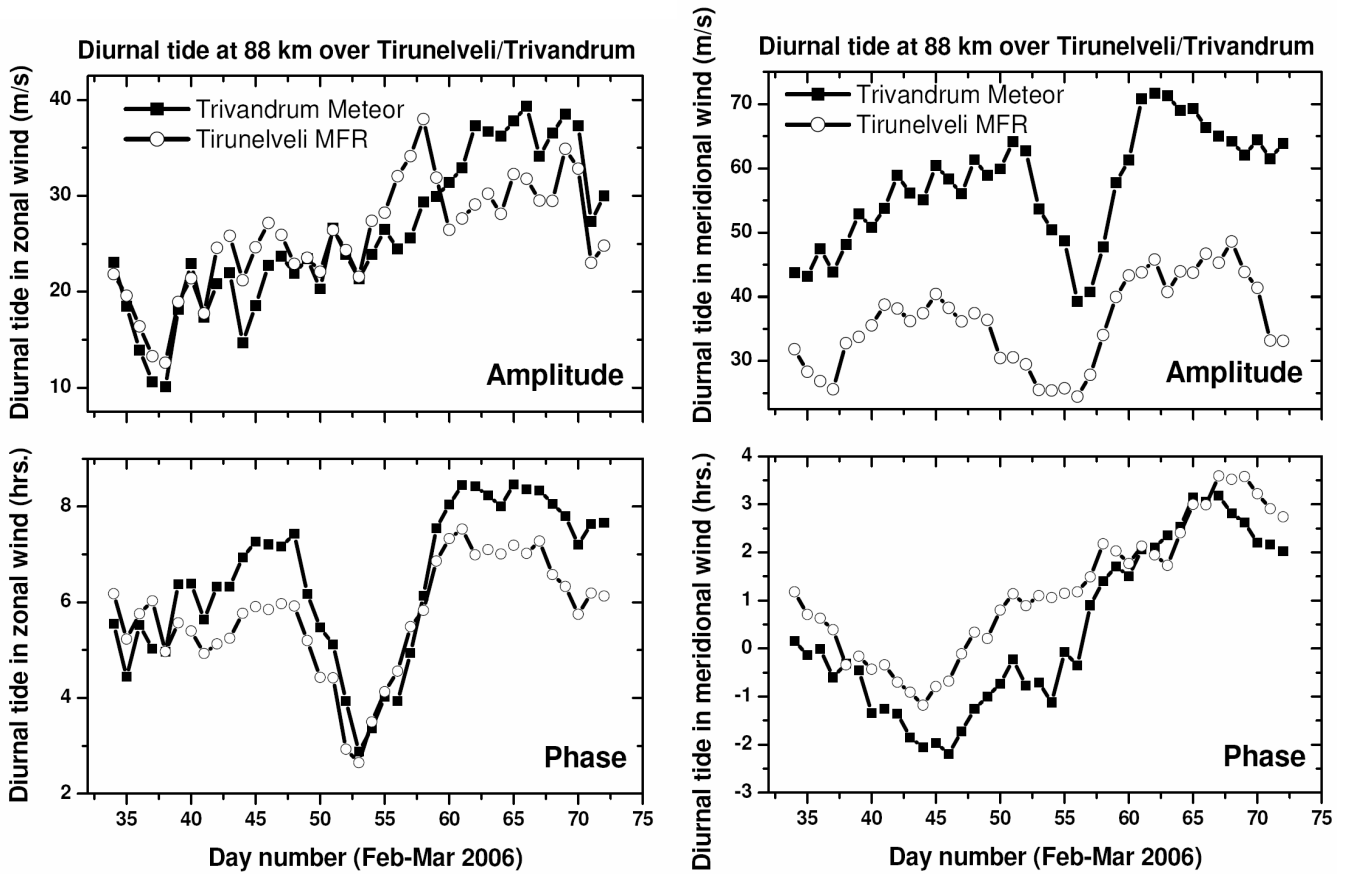 Diurnal tide at 88 km over Tirunelveli/Trivandrum
Diurnal tide in zonal wind (m/s)
40
30
20
10
Trivandrum Meteor
Tirunelveli MFR
Amplitude
Diurnal tide at 88 km over Tirunelveli/Trivandrum
Diurnal tide in meridional wind (m/s)
70
60
50
40
30
Trivandrum Meteor
Tirunelveli MFR
Amplitude
Diurnal tide in zonal wind (hrs.)
8
6
4
2
Phase
35 40 45 50 55 60 65 70 75
Day number (Feb-Mar 2006)
Diurnal tide in meridional wind (hrs.)
4
3
2
1
0
-1
-2
-3
Phase
35 40 45 50 55 60 65 70 75
Day number (Feb-Mar 2006)